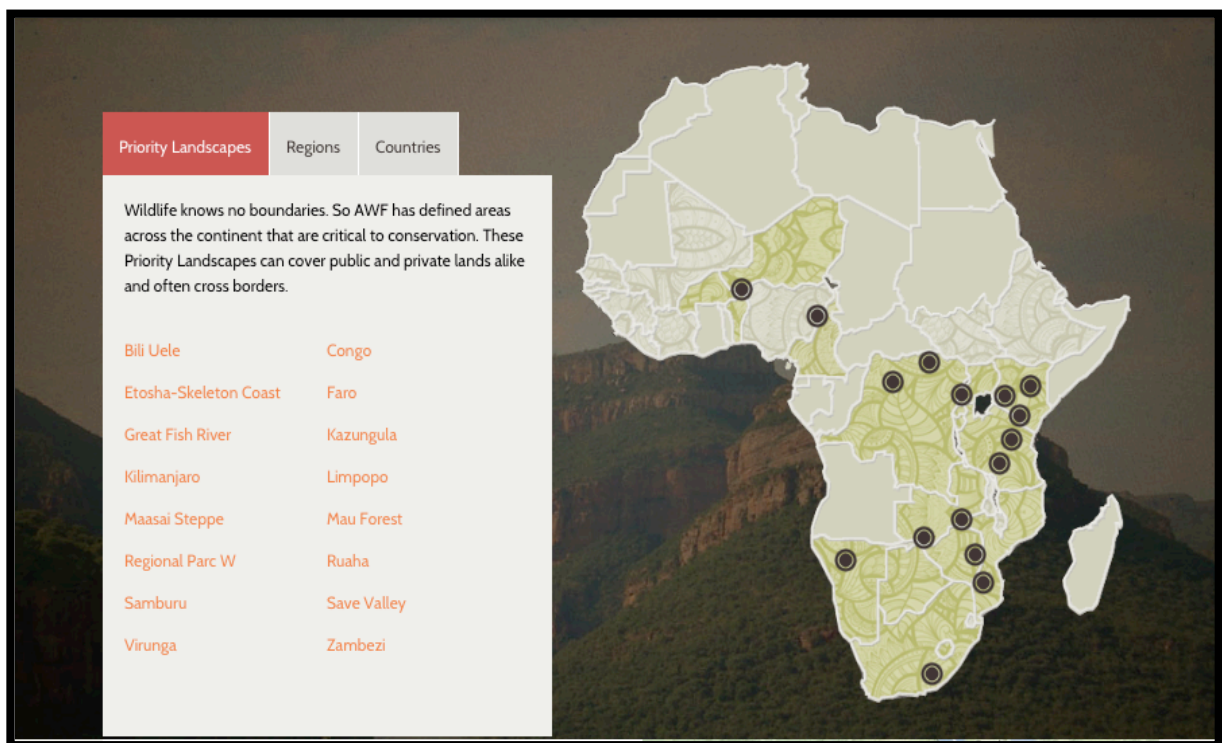 Priority Landscapes
Regions
Countries
Wildlife knows no boundaries. So AWF has defined areas
across the continent that are critical to conservation. These
Priority Landscapes can cover public and private lands alike
and often cross borders.
Bili Uele
Congo
Etosha-Skeleton Coast
Faro
Great Fish River
Kazungula
Kilimanjaro
Limpopo
Maasai Steppe
Mau Forest
Regional Parc W
Ruaha
Samburu
Save Valley
Virunga
Zambezi